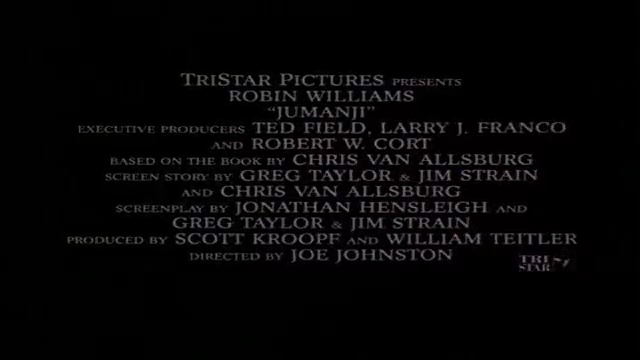 TRISTAR PICTURES PRESENTS
ROBIN WILLIAMS
"JUMANJI"
EXECUTIVE PRODUCERS TED FIELD, LARRY J. FRANCO
AND ROBERT W. CORT
BASED ON THE BOOK BY CHRIS VAN ALLSBURG
SCREEN STORY BY GREG TAYLOR & JIM STRAIN
AND CHRIS VAN ALLSBURG
SCREENPLAY BY JONATHAN HENSLEIGH AND
GREG TAYLOR & JIM STRAIN
PRODUCED BY SCOTT KROOPF AND WILLIAM TEITLER
DIRECTED BY JOE JOHNSTON
TRI
STAR